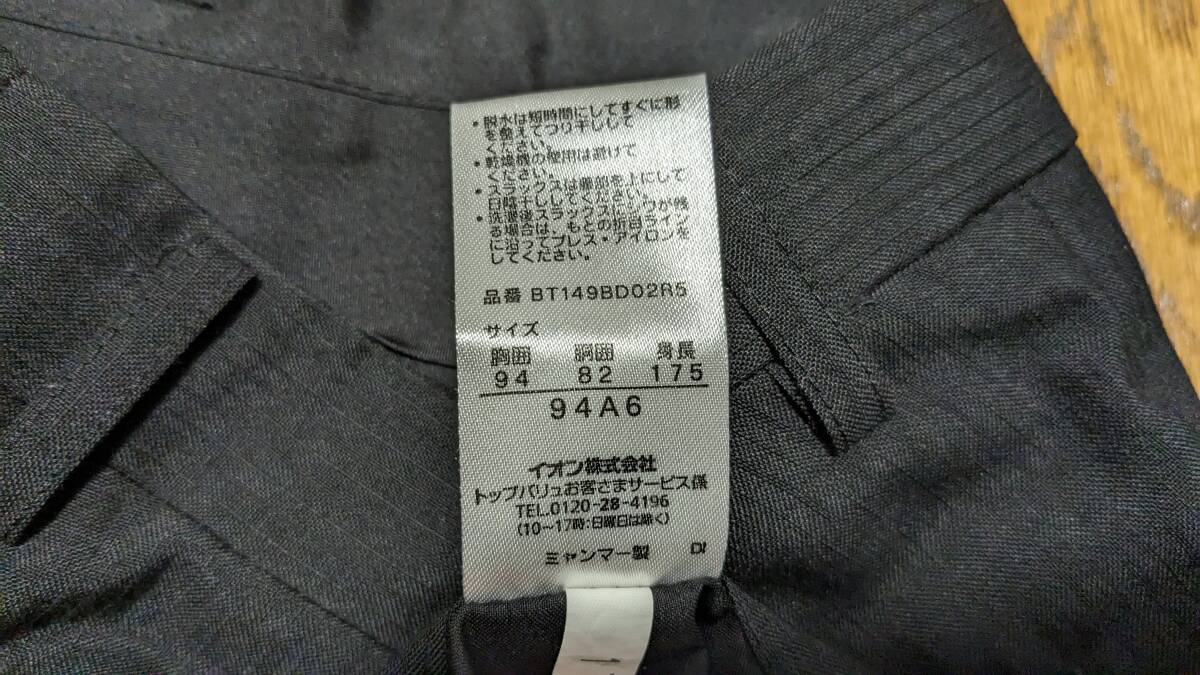 ・脱水は短時間にしてすぐに形
を整えてつり干しして
ください。
・乾燥機の使用は避けて
ください。
・スラックスは腰部を上にして
日陰干ししてください。
・洗濯後スラックスにシワが残
る場合は、もとの折目ライン
に沿ってプレス・アイロンを
してください。
品番 BT149BD02R5
サイズ
胸囲 胴囲 身長
94 82 175
94A6
イオン株式会社
トップバリュお客さまサービス係
TEL.0120-28-4196
(10～17時:日曜日は除く)
ミャンマー製